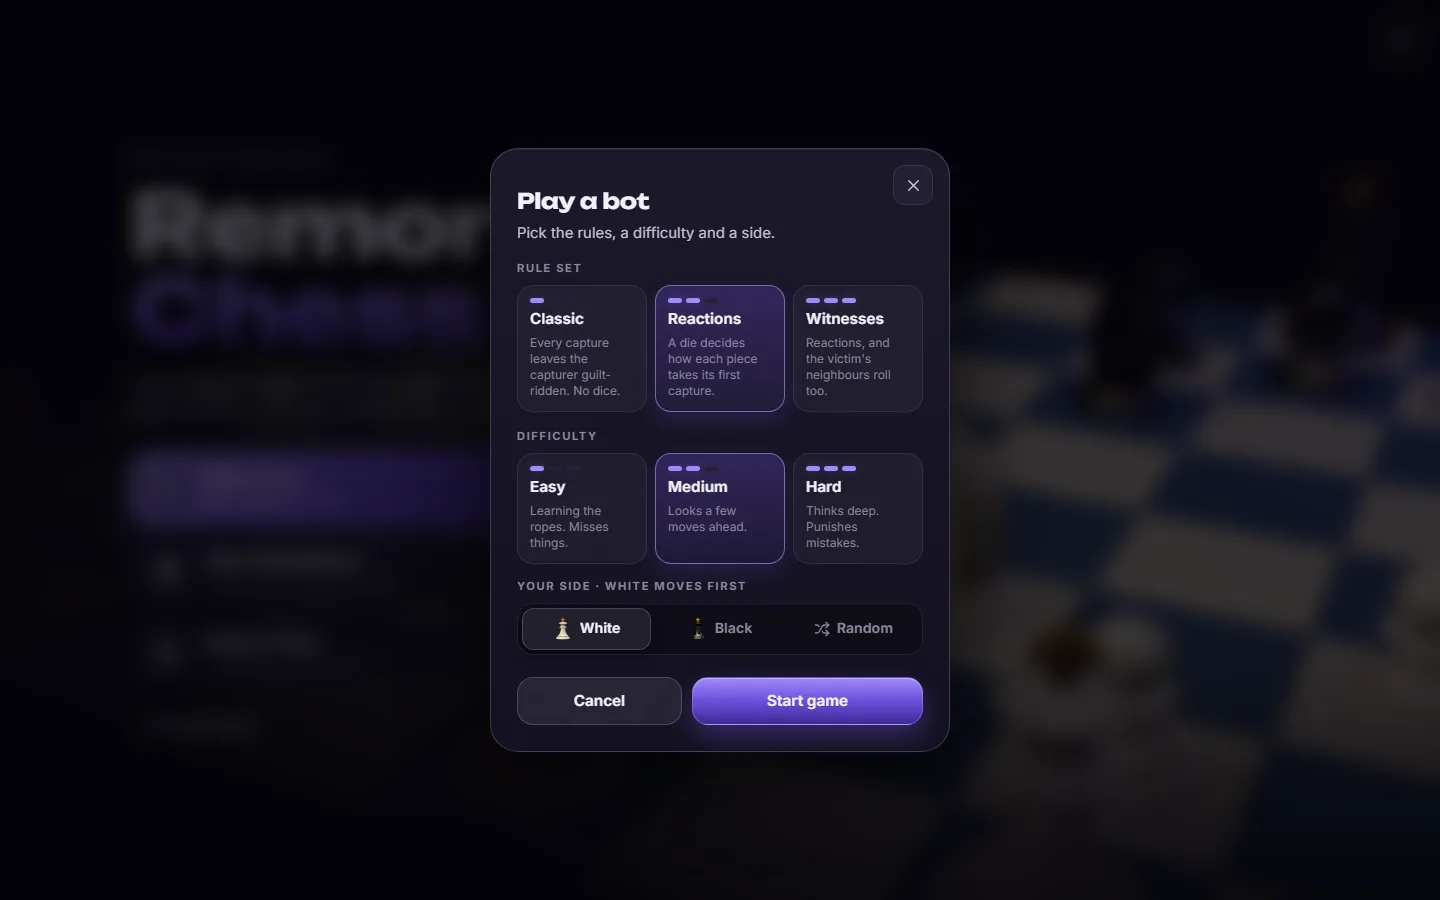 Remor
Chess
Play a bot
Pick the rules, a difficulty and a side.
RULE SET
Classic
Every capture
leaves the
capturer guilt-
ridden. No dice.
Reactions
A die decides
how each piece
takes its first
capture.
Witnesses
Reactions, and
the victim's
neighbours roll
too.
DIFFICULTY
Easy
Learning the
ropes. Misses
things.
Medium
Looks a few
moves ahead.
Hard
Thinks deep.
Punishes
mistakes.
YOUR SIDE · WHITE MOVES FIRST
White
Black
Random
Cancel
Start game